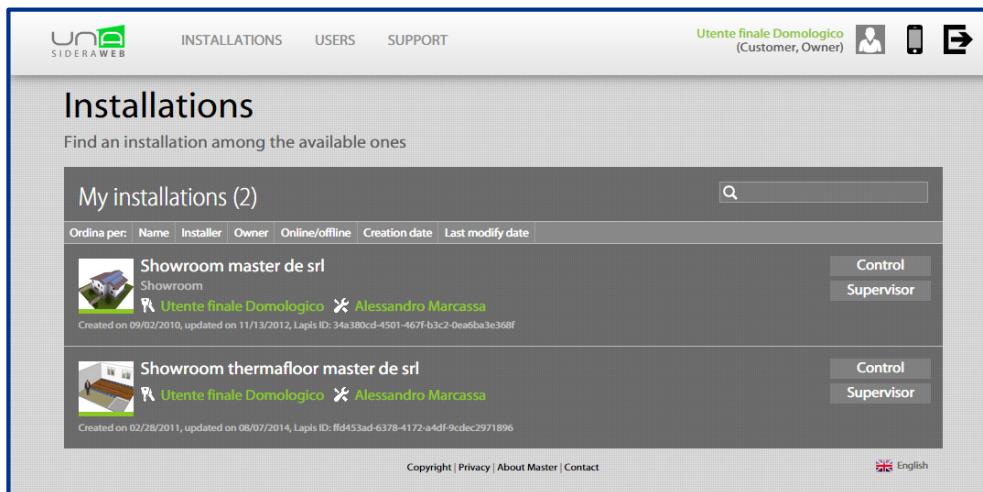 una
SIDERAWEB
INSTALLATIONS USERS SUPPORT
Utente finale Domologico
(Customer, Owner)
Installations
Find an installation among the available ones
My installations (2)
Ordina per: Name Installer Owner Online/offline Creation date Last modify date
Showroom master de srl
Showroom
Utente finale Domologico Alessandro Marcassa
Created on 09/02/2010, updated on 11/13/2012, Lapis ID: 34a380cd-4501-467f-b3c2-0ea6ba3e368f
Control
Supervisor
Showroom thermafloor master de srl
Utente finale Domologico Alessandro Marcassa
Created on 02/28/2011, updated on 08/07/2014, Lapis ID: ffd453ad-6378-4172-a4df-9cdec2971896
Control
Supervisor
Copyright | Privacy | About Master | Contact
English